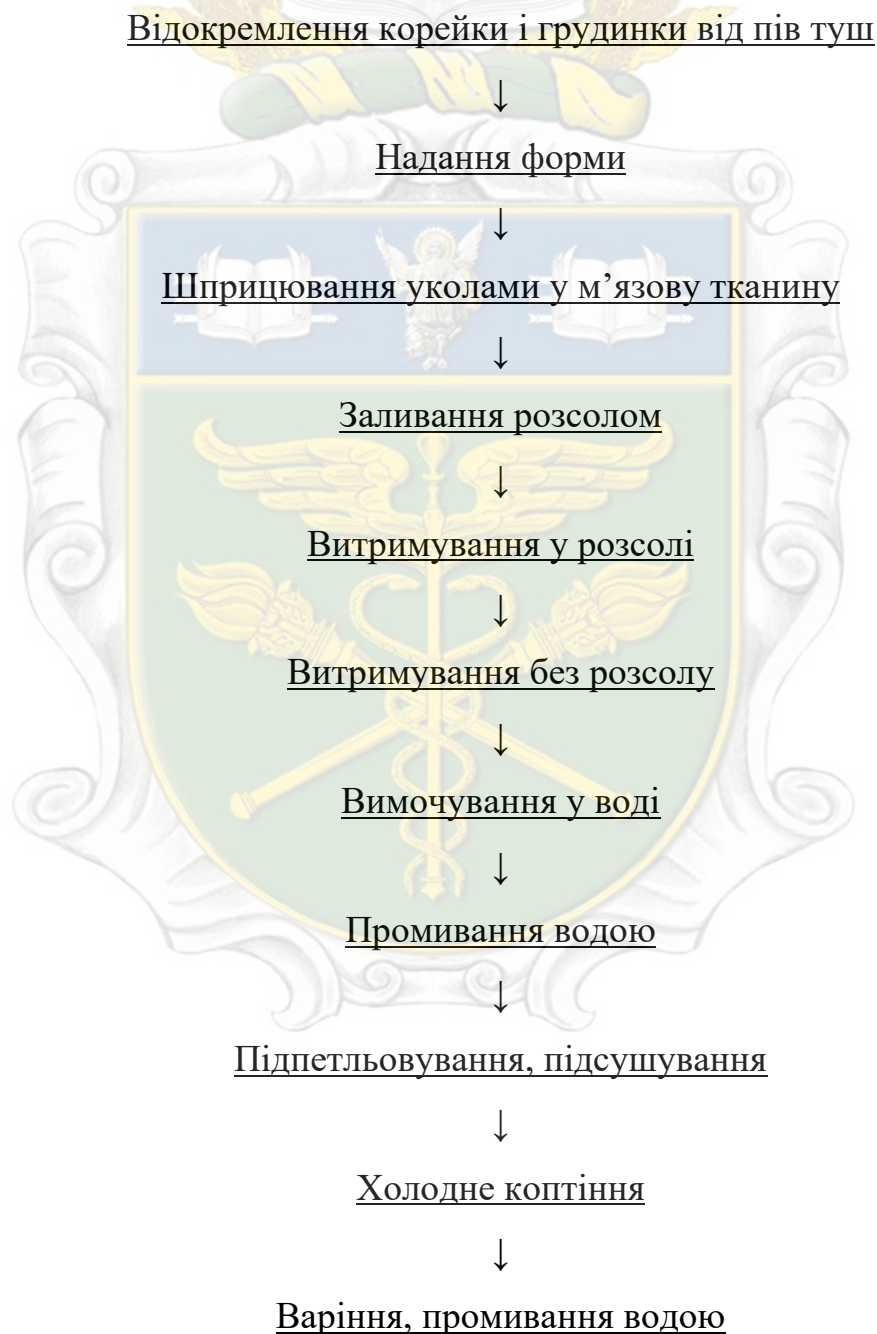 Відокремлення корейки і грудинки від пів туш
↓
Надання форми
↓
Шприцювання уколами у м’язову тканину
↓
Заливання розсолом
↓
Витримування у розсолі
↓
Витримування без розсолу
↓
Вимочування у воді
↓
Промивання водою
↓
Підпетльовування, підсушування
↓
Холодне коптіння
↓
Варіння, промивання водою